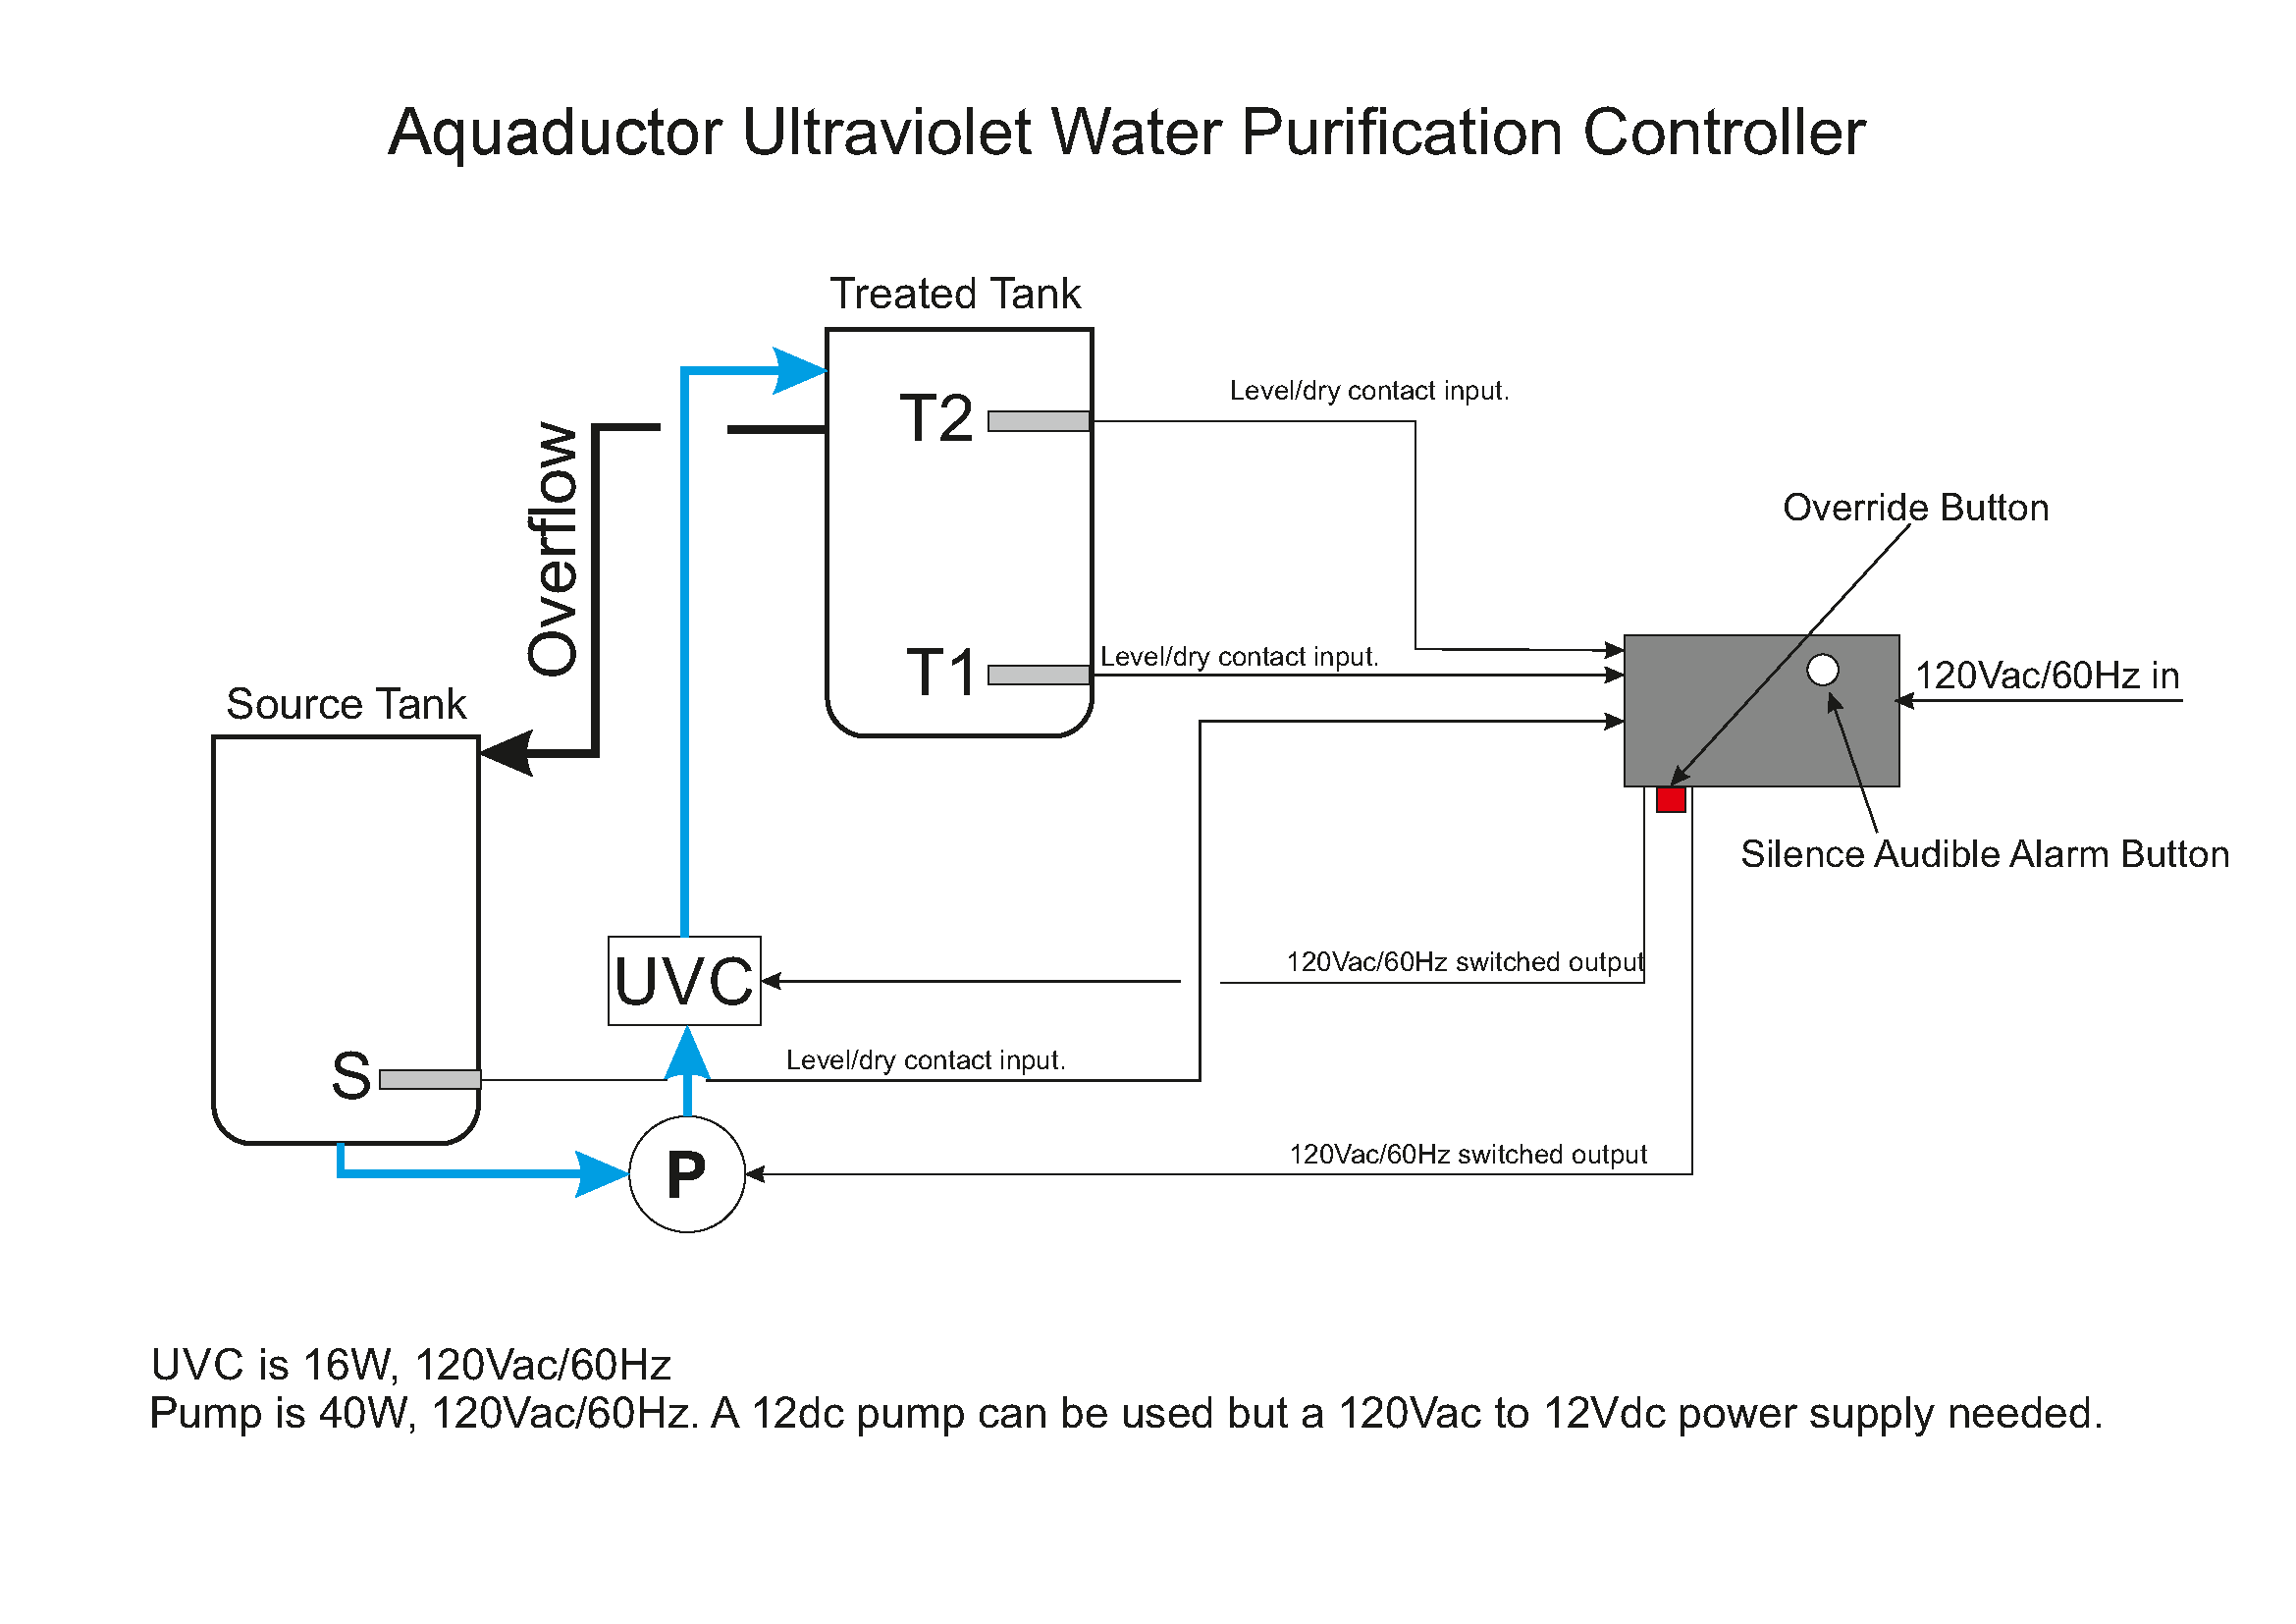 Aquaductor Ultraviolet Water Purification Controller
Treated Tank
T2
Level/dry contact input.
Overflow
Override Button
T1
Level/dry contact input.
120Vac/60Hz in
Source Tank
Silence Audible Alarm Button
UVC
120Vac/60Hz switched output
S
Level/dry contact input.
P
120Vac/60Hz switched output
UVC is 16W, 120Vac/60Hz
Pump is 40W, 120Vac/60Hz. A 12dc pump can be used but a 120Vac to 12Vdc power supply needed.